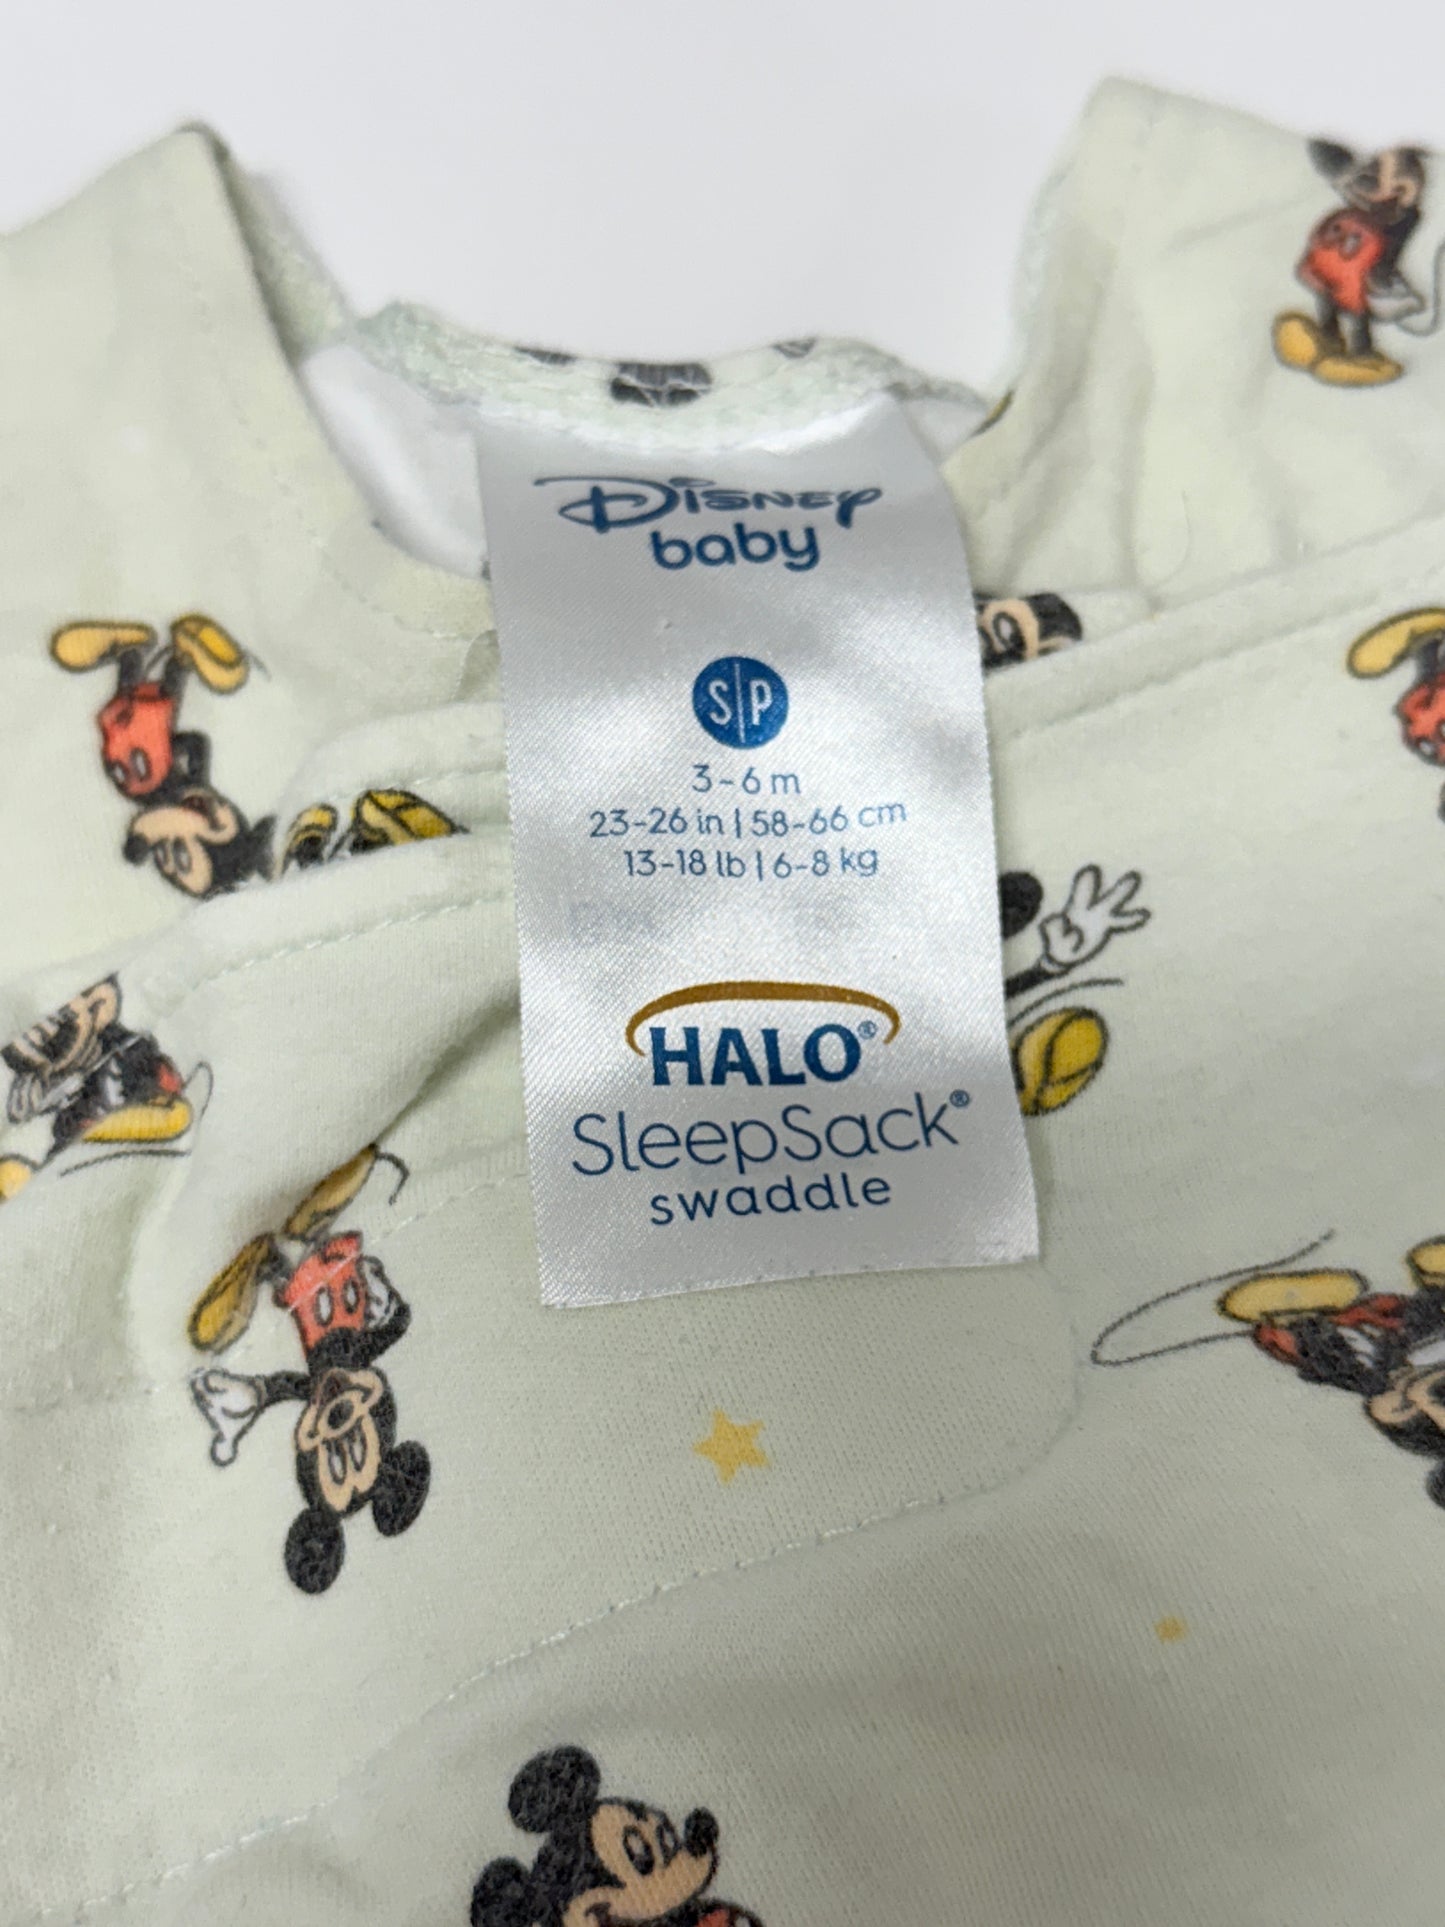 Disney
baby
S|P
3-6 m
23-26 in | 58-66 cm
13-18 lb | 6-8 kg
HALO®
SleepSack®
swaddle